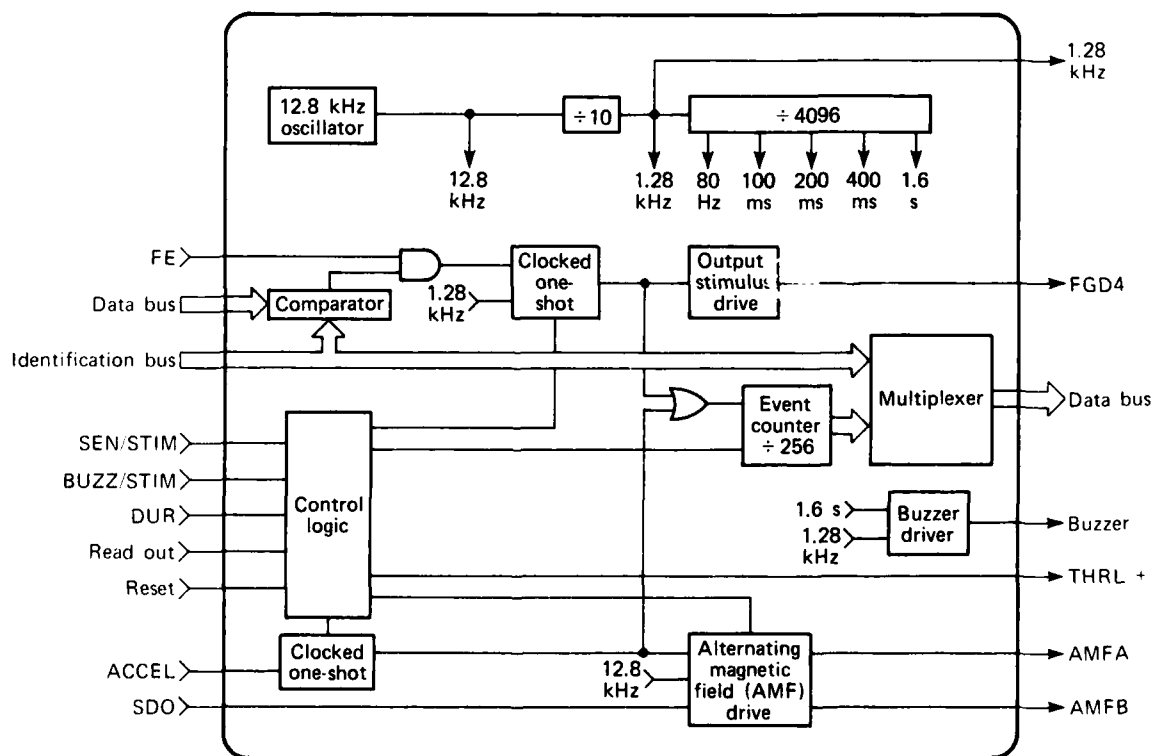 1.28
kHz
12.8 kHz
oscillator
÷10
÷ 4096
12.8
kHz
1.28
kHz
80
Hz
100
ms
200
ms
400
ms
1.6
s
FE
Clocked
one-
shot
Output
stimulus
drive
FGD4
1.28
kHz
Data bus
Comparator
Identification bus
Multiplexer
Data bus
Event
counter
÷ 256
SEN/STIM
BUZZ/STIM
DUR
Read out
Reset
Control
logic
1.6 s
1.28
kHz
Buzzer
driver
Buzzer
THRL +
ACCEL
SDO
Clocked
one-shot
12.8
kHz
Alternating
magnetic
field (AMF)
drive
AMFA
AMFB